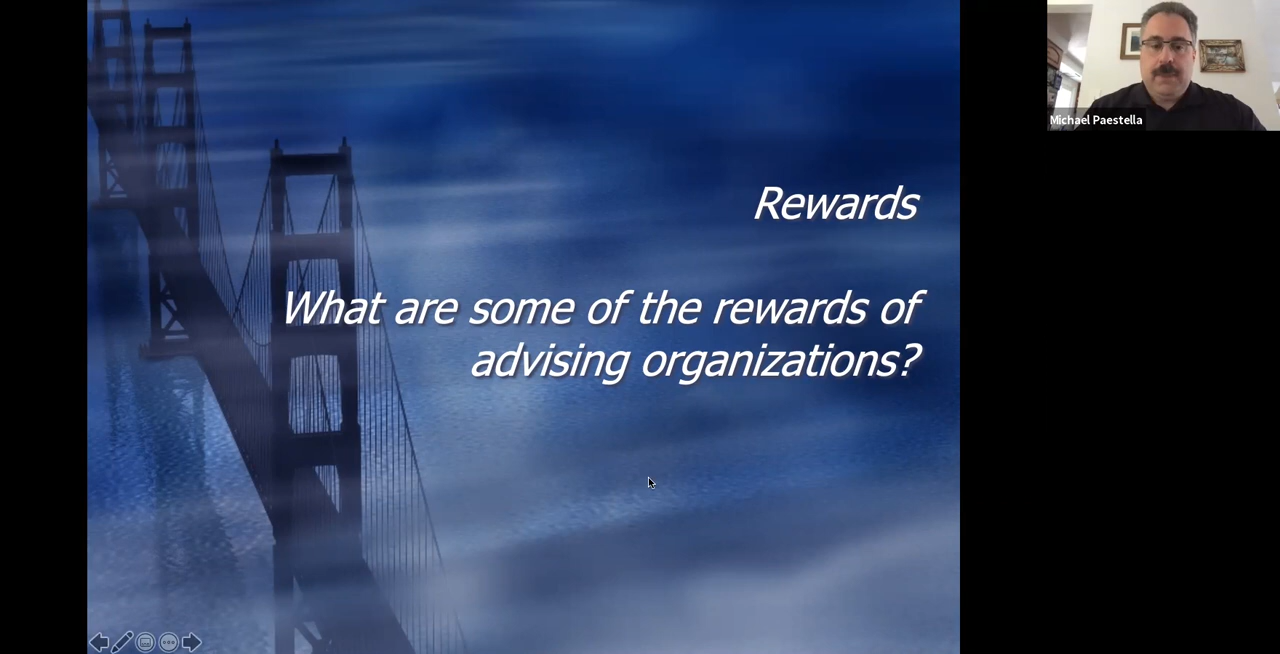 Rewards
What are some of the rewards of
advising organizations?
Michael Paestella